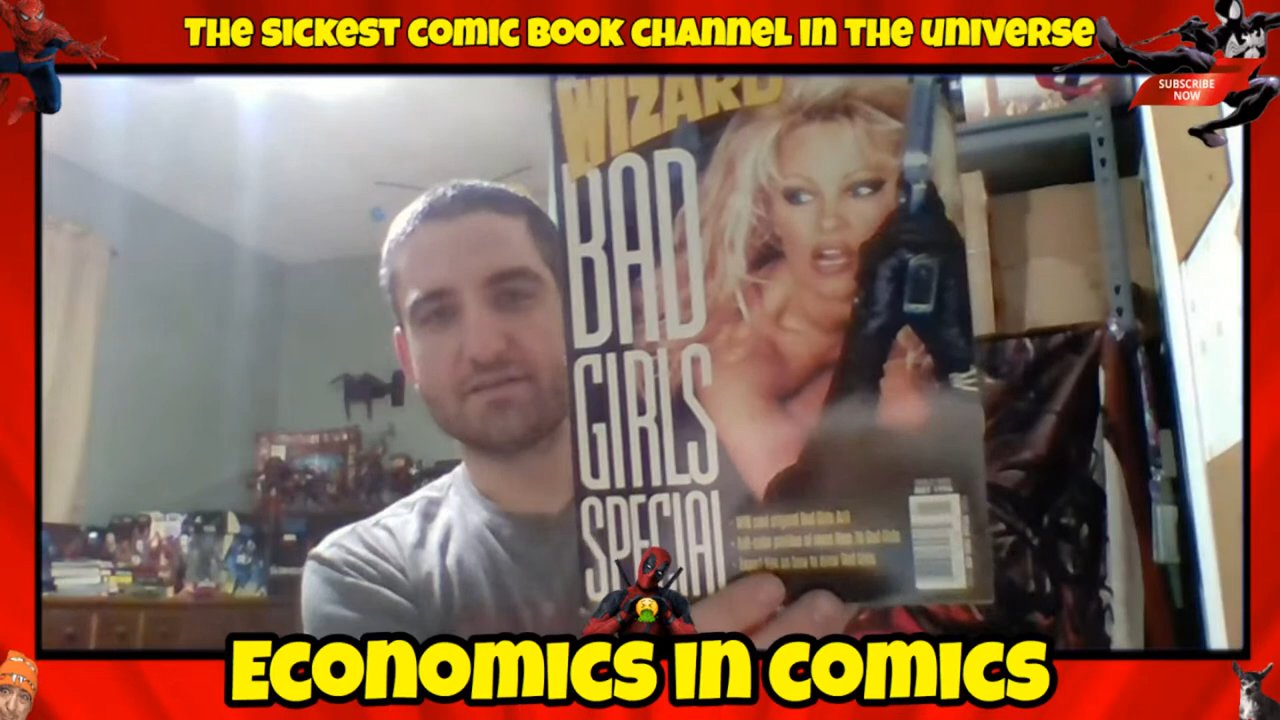 THE SICKEST COMIC BOOK CHANNEL IN THE UNIVERSE
SUBSCRIBE
NOW
WIZARD
BAD
GIRLS
SPECIAL
Economics in comics